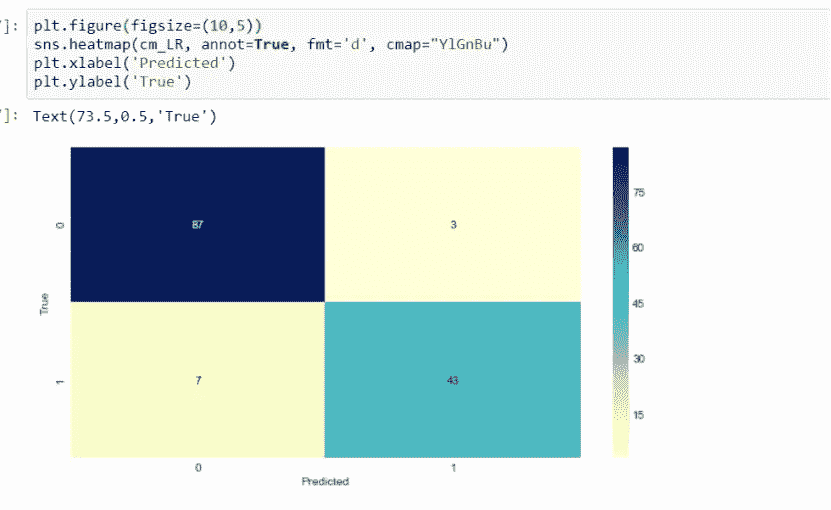 ]: plt.figure(figsize=(10,5))
sns.heatmap(cm_LR, annot=True, fmt='d', cmap="YlGnBu")
plt.xlabel('Predicted')
plt.ylabel('True')
]: Text(73.5,0.5,'True')
87 3
7 43
0
1
True
0 1
Predicted
75
60
45
30
15